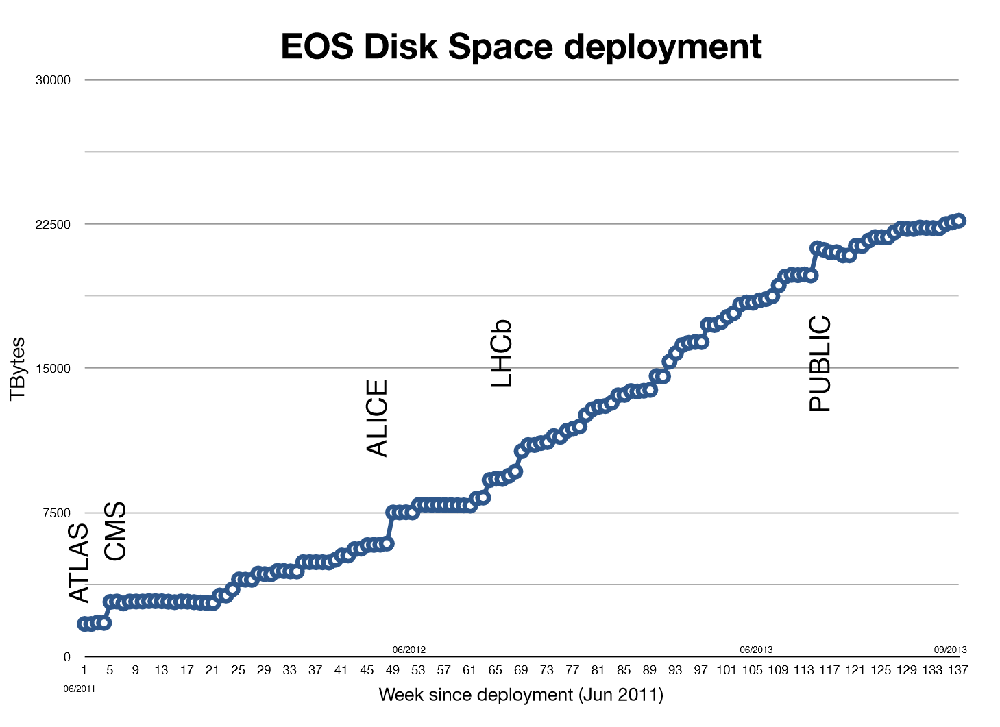 EOS Disk Space deployment
30000
22500
15000
7500
0
TBytes
ATLAS
CMS
ALICE
LHCb
PUBLIC
06/2012 06/2013 09/2013
1 5 9 13 17 21 25 29 33 37 41 45 49 53 57 61 65 69 73 77 81 85 89 93 97 101 105 109 113 117 121 125 129 133 137
06/2011
Week since deployment (Jun 2011)